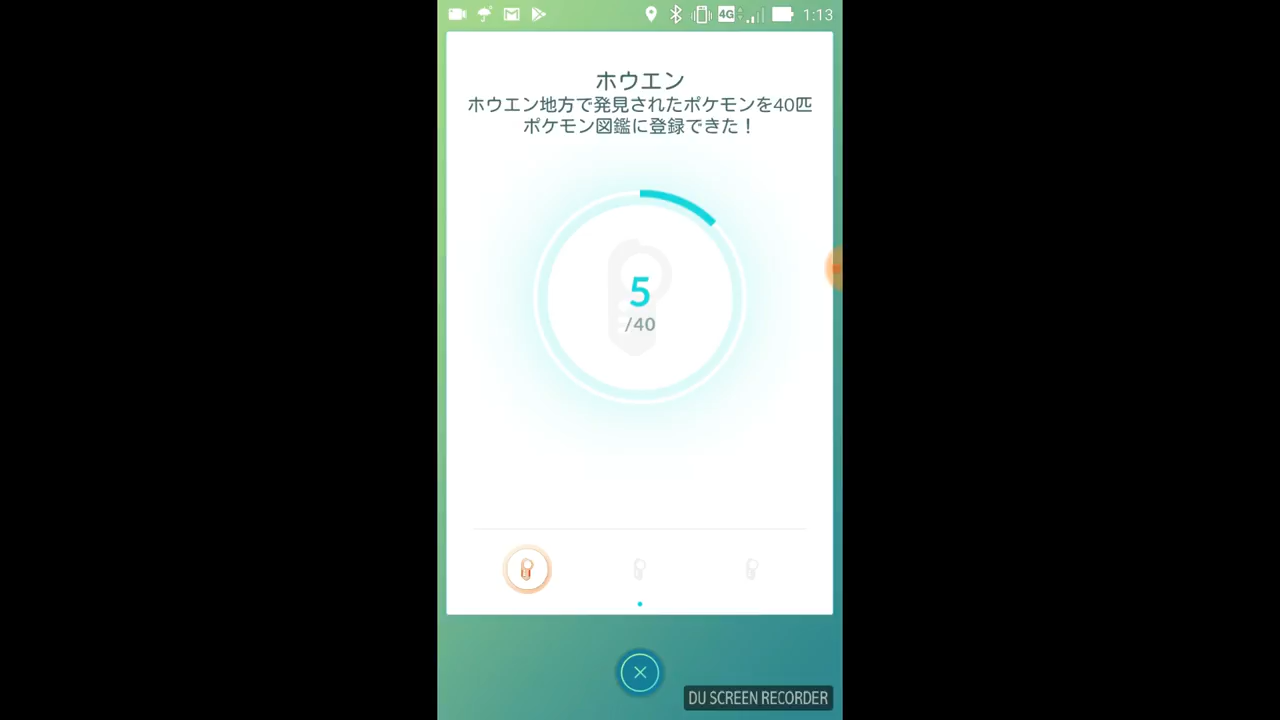 4G 1:13
ホウエン
ホウエン地方で発見されたポケモンを40匹
ポケモン図鑑に登録できた！
5
/40
DU SCREEN RECORDER